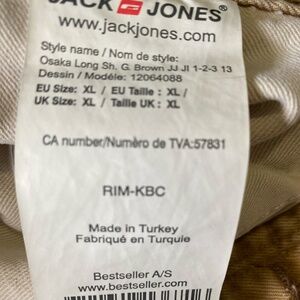 JACK JONES®
www.jackjones.com
Style name / Nom de style:
Osaka Long Sh. G. Brown JJ JI 1-2-3 13
Dessin / Modèle: 12064088
EU Size: XL / EU Taille : XL /
UK Size: XL / Taille UK : XL
CA number/Numèro de TVA:57831
RIM-KBC
Made in Turkey
Fabriqué en Turquie
Bestseller A/S
www.bestseller.com